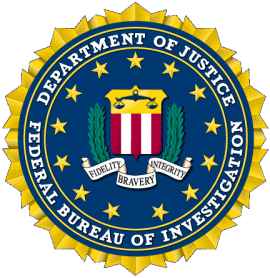 DEPARTMENT OF JUSTICE
FIDELITY
BRAVERY
INTEGRITY
FEDERAL BUREAU OF INVESTIGATION